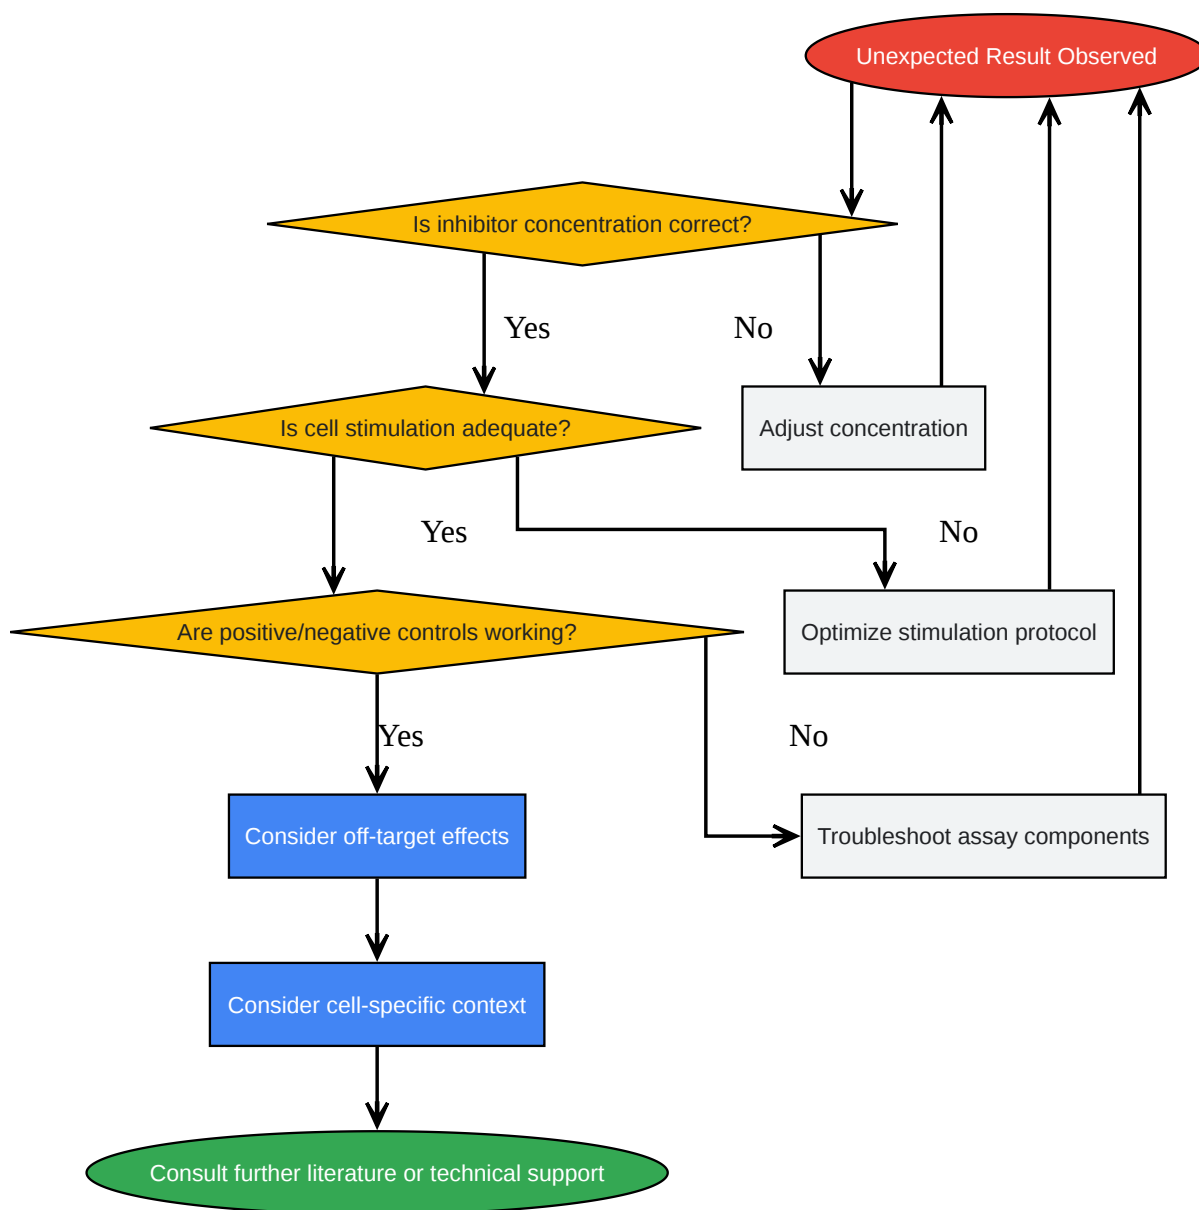 Unexpected Result Observed
Is inhibitor concentration correct?
Yes
No
Is cell stimulation adequate?
Adjust concentration
Yes
No
Are positive/negative controls working?
Optimize stimulation protocol
Yes
No
Consider off-target effects
Troubleshoot assay components
Consider cell-specific context
Consult further literature or technical support